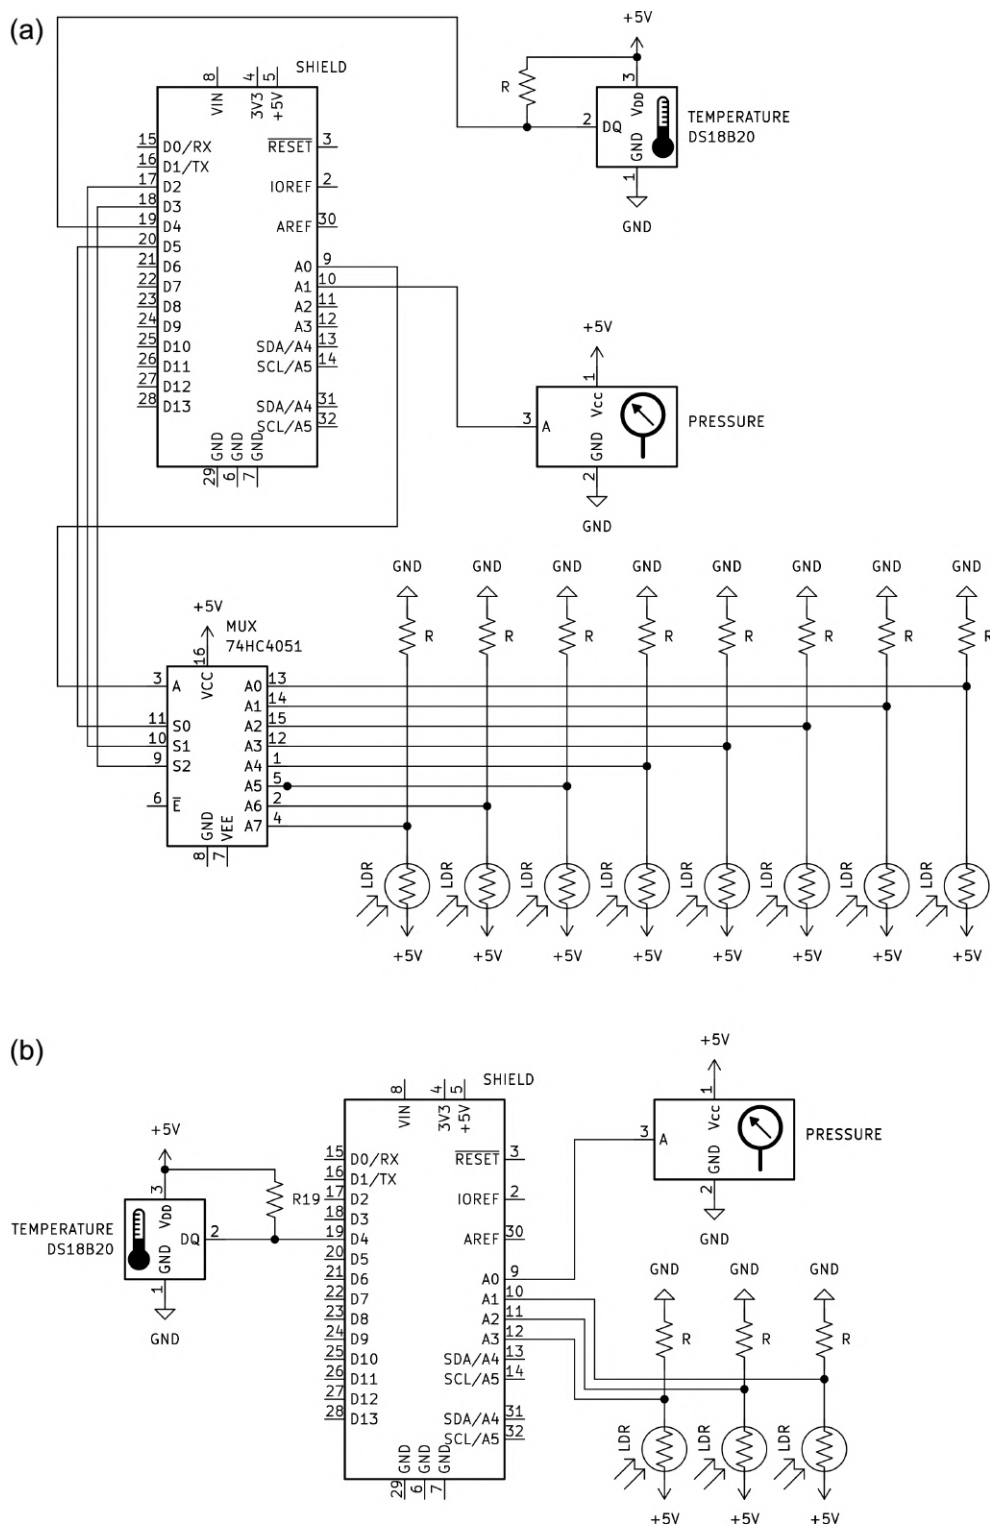 (a)
+5V
SHIELD
8 4 5
VIN 3V3 +5V
R
3
VDD
2 DQ
GND
1
TEMPERATURE
DS18B20
GND
15 D0/RX
16 D1/TX
17 D2
18 D3
19 D4
20 D5
21 D6
22 D7
23 D8
24 D9
25 D10
26 D11
27 D12
28 D13
RESET 3
IOREF 2
AREF 30
A0 9
A1 10
A2 11
A3 12
SDA/A4 13
SCL/A5 14
SDA/A4 31
SCL/A5 32
GND GND GND
29 6 7
+5V
1
Vcc
3 A
GND
2
PRESSURE
GND
GND GND GND GND GND GND GND GND
R R R R R R R R
+5V
MUX
74HC4051
16
VCC
3 A
11 S0
10 S1
9 S2
6 E
A0 13
A1 14
A2 15
A3 12
A4 1
A5 5
A6 2
A7 4
GND VEE
8 7
LDR LDR LDR LDR LDR LDR LDR LDR
+5V +5V +5V +5V +5V +5V +5V +5V
(b)
+5V
3
VDD
TEMPERATURE
DS18B20
DQ 2
GND
1
GND
R19
SHIELD
8 4 5
VIN 3V3 +5V
15 D0/RX
16 D1/TX
17 D2
18 D3
19 D4
20 D5
21 D6
22 D7
23 D8
24 D9
25 D10
26 D11
27 D12
28 D13
RESET 3
IOREF 2
AREF 30
A0 9
A1 10
A2 11
A3 12
SDA/A4 13
SCL/A5 14
SDA/A4 31
SCL/A5 32
GND GND GND
29 6 7
+5V
1
Vcc
3 A
GND
2
PRESSURE
GND
GND GND GND
R R R
LDR LDR LDR
+5V +5V +5V